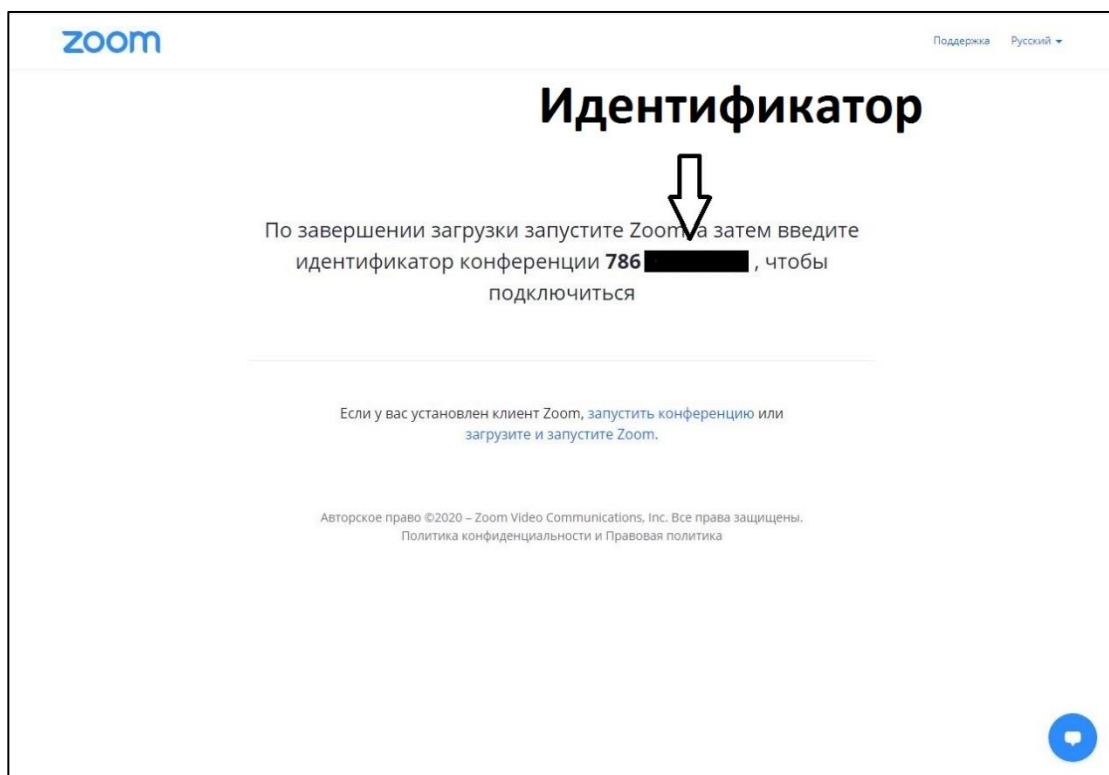 zoom
Поддержка Русский
Идентификатор
По завершении загрузки запустите Zoom, а затем введите
идентификатор конференции 786 , чтобы
подключиться
Если у вас установлен клиент Zoom, запустить конференцию или
загрузите и запустите Zoom.
Авторское право ©2020 – Zoom Video Communications, Inc. Все права защищены.
Политика конфиденциальности и Правовая политика